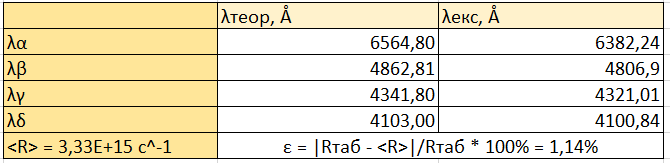 λтеор, Å λекс, Å
λα 6564,80 6382,24
λβ 4862,81 4806,9
λγ 4341,80 4321,01
λδ 4103,00 4100,84
<R> = 3,33E+15 c^-1 ε = |Rтаб - <R>|/Rтаб * 100% = 1,14%